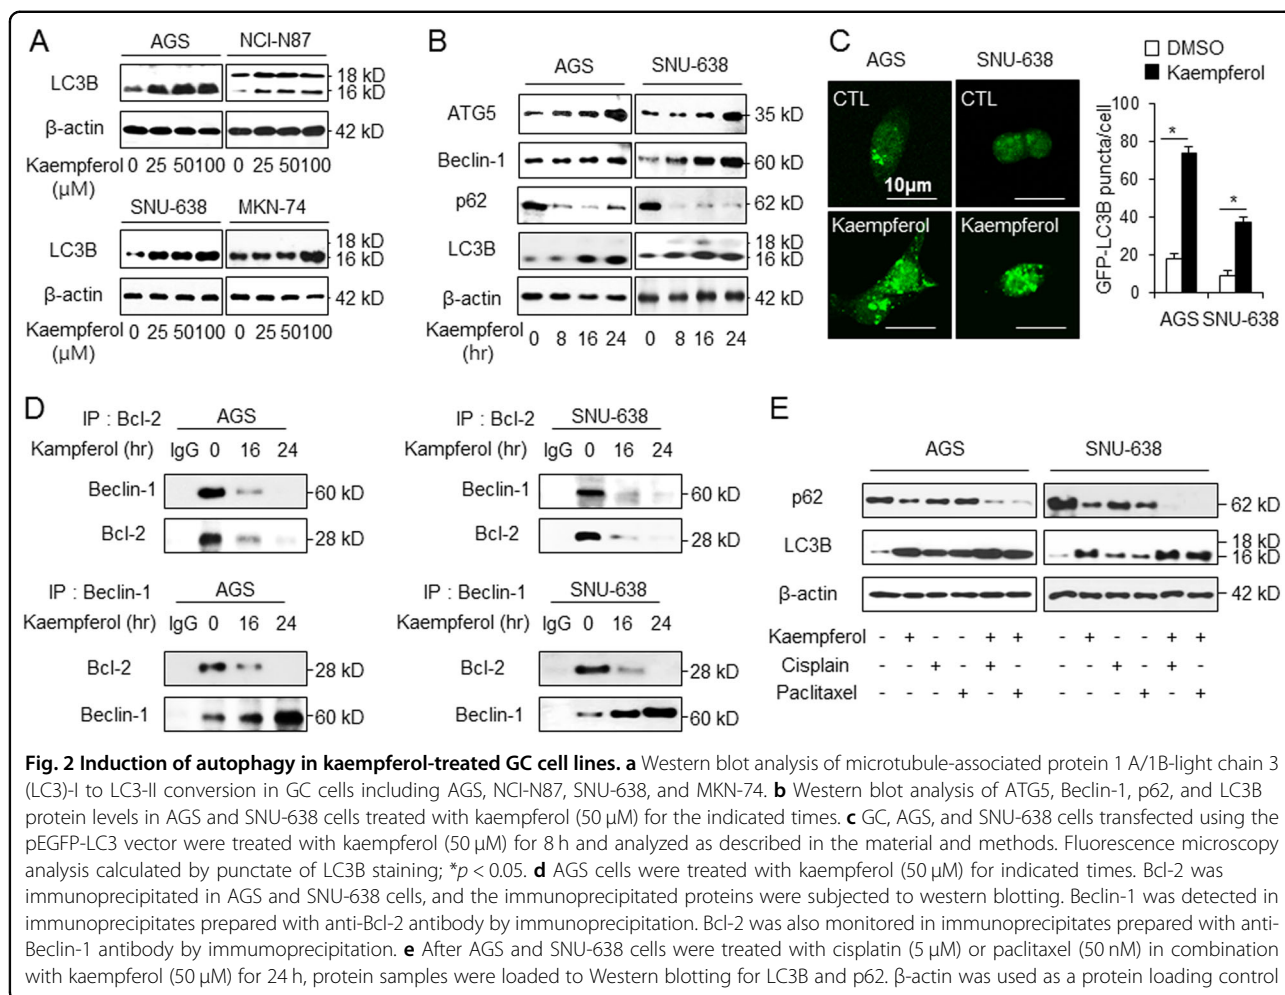 A
AGS NCI-N87
LC3B 18 kD
16 kD
β-actin 42 kD
Kaempferol 0 25 50100 0 25 50100
(μM)
SNU-638 MKN-74
LC3B 18 kD
16 kD
β-actin 42 kD
Kaempferol 0 25 50100 0 25 50100
(μM)
B
AGS SNU-638
ATG5 35 kD
Beclin-1 60 kD
p62 62 kD
LC3B 18 kD
16 kD
β-actin 42 kD
Kaempferol 0 8 16 24 0 8 16 24
(hr)
C
AGS SNU-638
CTL CTL
10μm
Kaempferol Kaempferol
DMSO
Kaempferol
GFP-LC3B puncta/cell
100
80
60
40
20
0
* *
AGS SNU-638
D
IP : Bcl-2 AGS
Kampferol (hr) IgG 0 16 24
Beclin-1 60 kD
Bcl-2 28 kD
IP : Bcl-2 SNU-638
Kampferol (hr) IgG 0 16 24
Beclin-1 60 kD
Bcl-2 28 kD
IP : Beclin-1 AGS
Kaempferol (hr) IgG 0 16 24
Bcl-2 28 kD
Beclin-1 60 kD
IP : Beclin-1 SNU-638
Kaempferol (hr) IgG 0 16 24
Bcl-2 28 kD
Beclin-1 60 kD
E
AGS SNU-638
p62 62 kD
LC3B 18 kD
16 kD
β-actin 42 kD
Kaempferol - + - - + + - + - - + +
Cisplain - - + - + - - - + - + -
Paclitaxel - - - + - + - - - + - +
Fig. 2 Induction of autophagy in kaempferol-treated GC cell lines. a Western blot analysis of microtubule-associated protein 1 A/1B-light chain 3
(LC3)-I to LC3-II conversion in GC cells including AGS, NCI-N87, SNU-638, and MKN-74. b Western blot analysis of ATG5, Beclin-1, p62, and LC3B
protein levels in AGS and SNU-638 cells treated with kaempferol (50 μM) for the indicated times. c GC, AGS, and SNU-638 cells transfected using the
pEGFP-LC3 vector were treated with kaempferol (50 μM) for 8 h and analyzed as described in the material and methods. Fluorescence microscopy
analysis calculated by punctate of LC3B staining; *p < 0.05. d AGS cells were treated with kaempferol (50 μM) for indicated times. Bcl-2 was
immunoprecipitated in AGS and SNU-638 cells, and the immunoprecipitated proteins were subjected to western blotting. Beclin-1 was detected in
immunoprecipitates prepared with anti-Bcl-2 antibody by immunoprecipitation. Bcl-2 was also monitored in immunoprecipitates prepared with anti-
Beclin-1 antibody by immumoprecipitation. e After AGS and SNU-638 cells were treated with cisplatin (5 μM) or paclitaxel (50 nM) in combination
with kaempferol (50 μM) for 24 h, protein samples were loaded to Western blotting for LC3B and p62. β-actin was used as a protein loading control